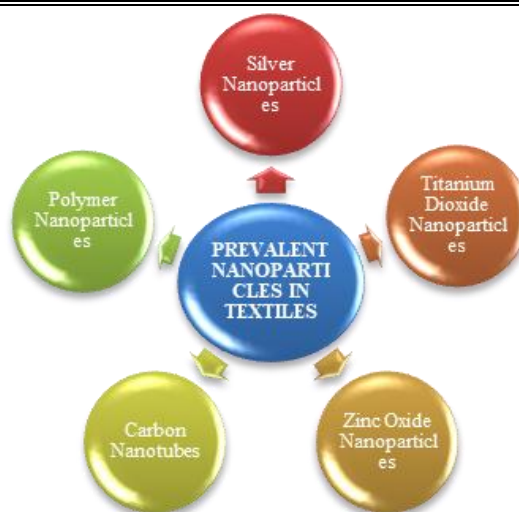 Silver
Nanoparticl
es
Titanium
Dioxide
Nanoparticl
es
Zinc Oxide
Nanoparticl
es
Carbon
Nanotubes
Polymer
Nanoparticl
es
PREVALENT
NANOPARTI
CLES IN
TEXTILES